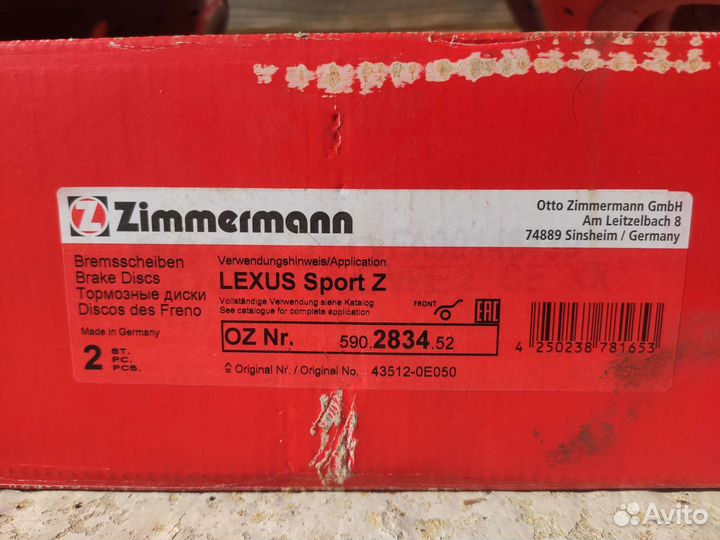 Zimmermann
Otto Zimmermann GmbH
Am Leitzelbach 8
74889 Sinsheim / Germany
Bremsscheiben
Brake Discs
Тормозные диски
Discos des Freno
Made in Germany
2 ST.
PC.
PCS.
Verwendungshinweis/Application
LEXUS Sport Z
Vollständige Verwendung siehe Katalog
See catalogue for complete application
FRONT
EAC
OZ Nr. 590.2834.52
≙ Original Nr. / Original No. 43512-0E050
4 250238 781653
Avito